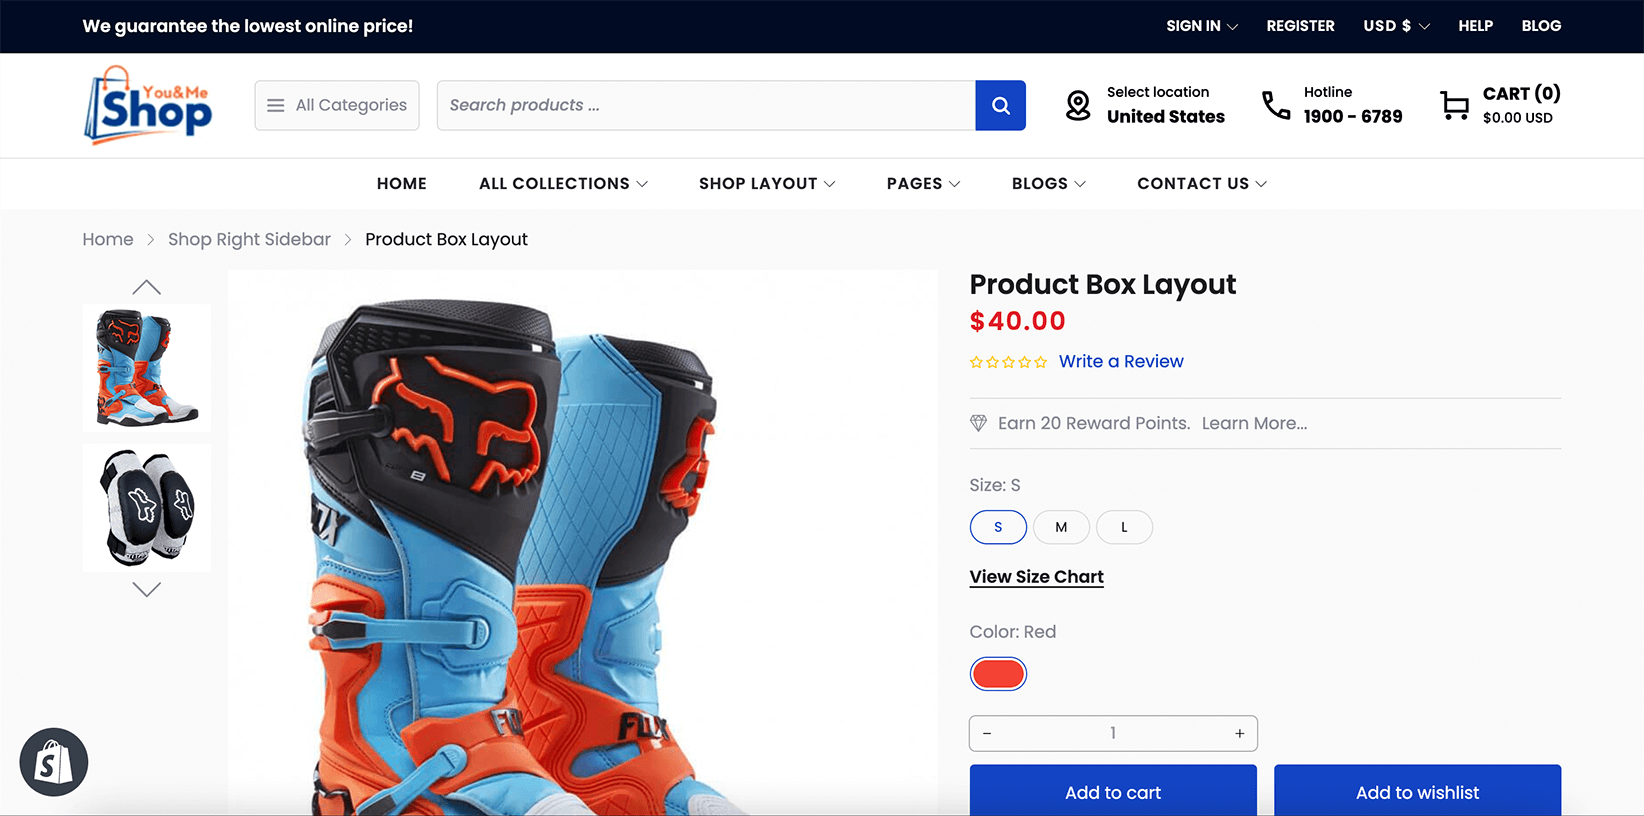 We guarantee the lowest online price!
SIGN IN REGISTER USD $ HELP BLOG
You&Me
Shop
All Categories
Search products ...
Select location
United States
Hotline
1900 - 6789
CART (0)
$0.00 USD
HOME ALL COLLECTIONS SHOP LAYOUT PAGES BLOGS CONTACT US
Home Shop Right Sidebar Product Box Layout
Product Box Layout
$40.00
Write a Review
Earn 20 Reward Points. Learn More...
Size: S
S M L
View Size Chart
Color: Red
- 1 +
Add to cart Add to wishlist
8
FOX
FOX
S